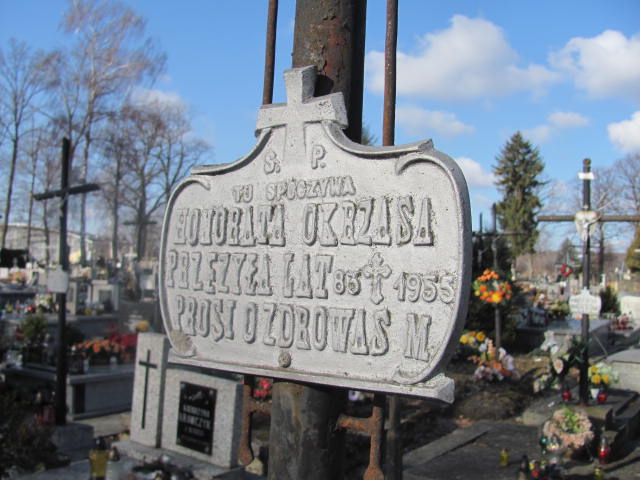 Ś. P.
TU SPOCZYWA
HONORATA OKRZASA
PRZEŻYŁA LAT 83 1955
PROSI O ZDROWAŚ M